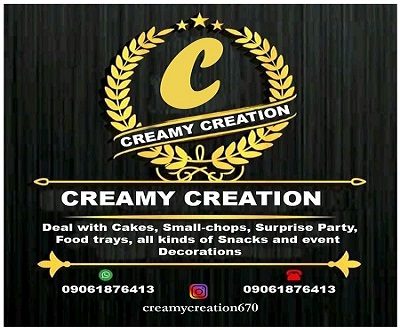 C
CREAMY CREATION
CREAMY CREATION
Deal with Cakes, Small-chops, Surprise Party,
Food trays, all kinds of Snacks and event
Decorations
09061876413 09061876413
creamycreation670